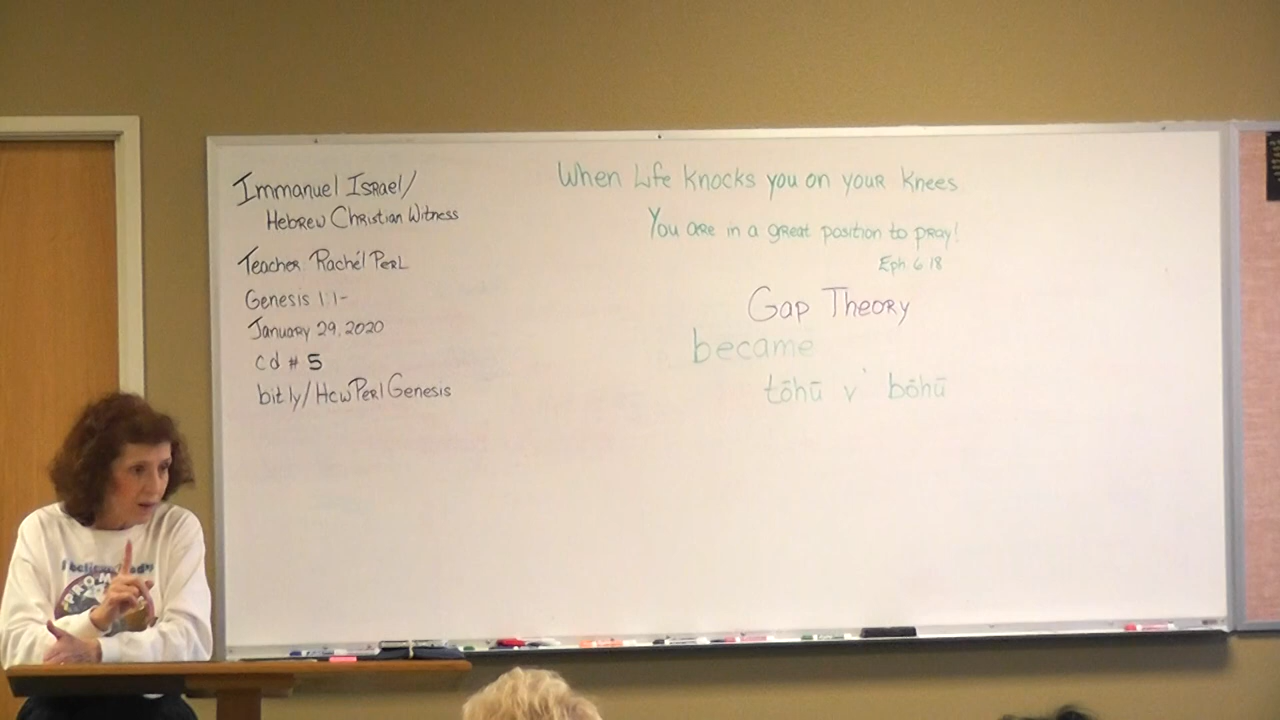 Immanuel Israel/
Hebrew Christian Witness
Teacher: Rachél Perl
Genesis 1:1-
January 29, 2020
cd # 5
bit.ly/HcwPerlGenesis
When Life Knocks you on your Knees
You are in a great position to pray!
Eph. 6:18
Gap Theory
became
tōhū v' bōhū
PROM